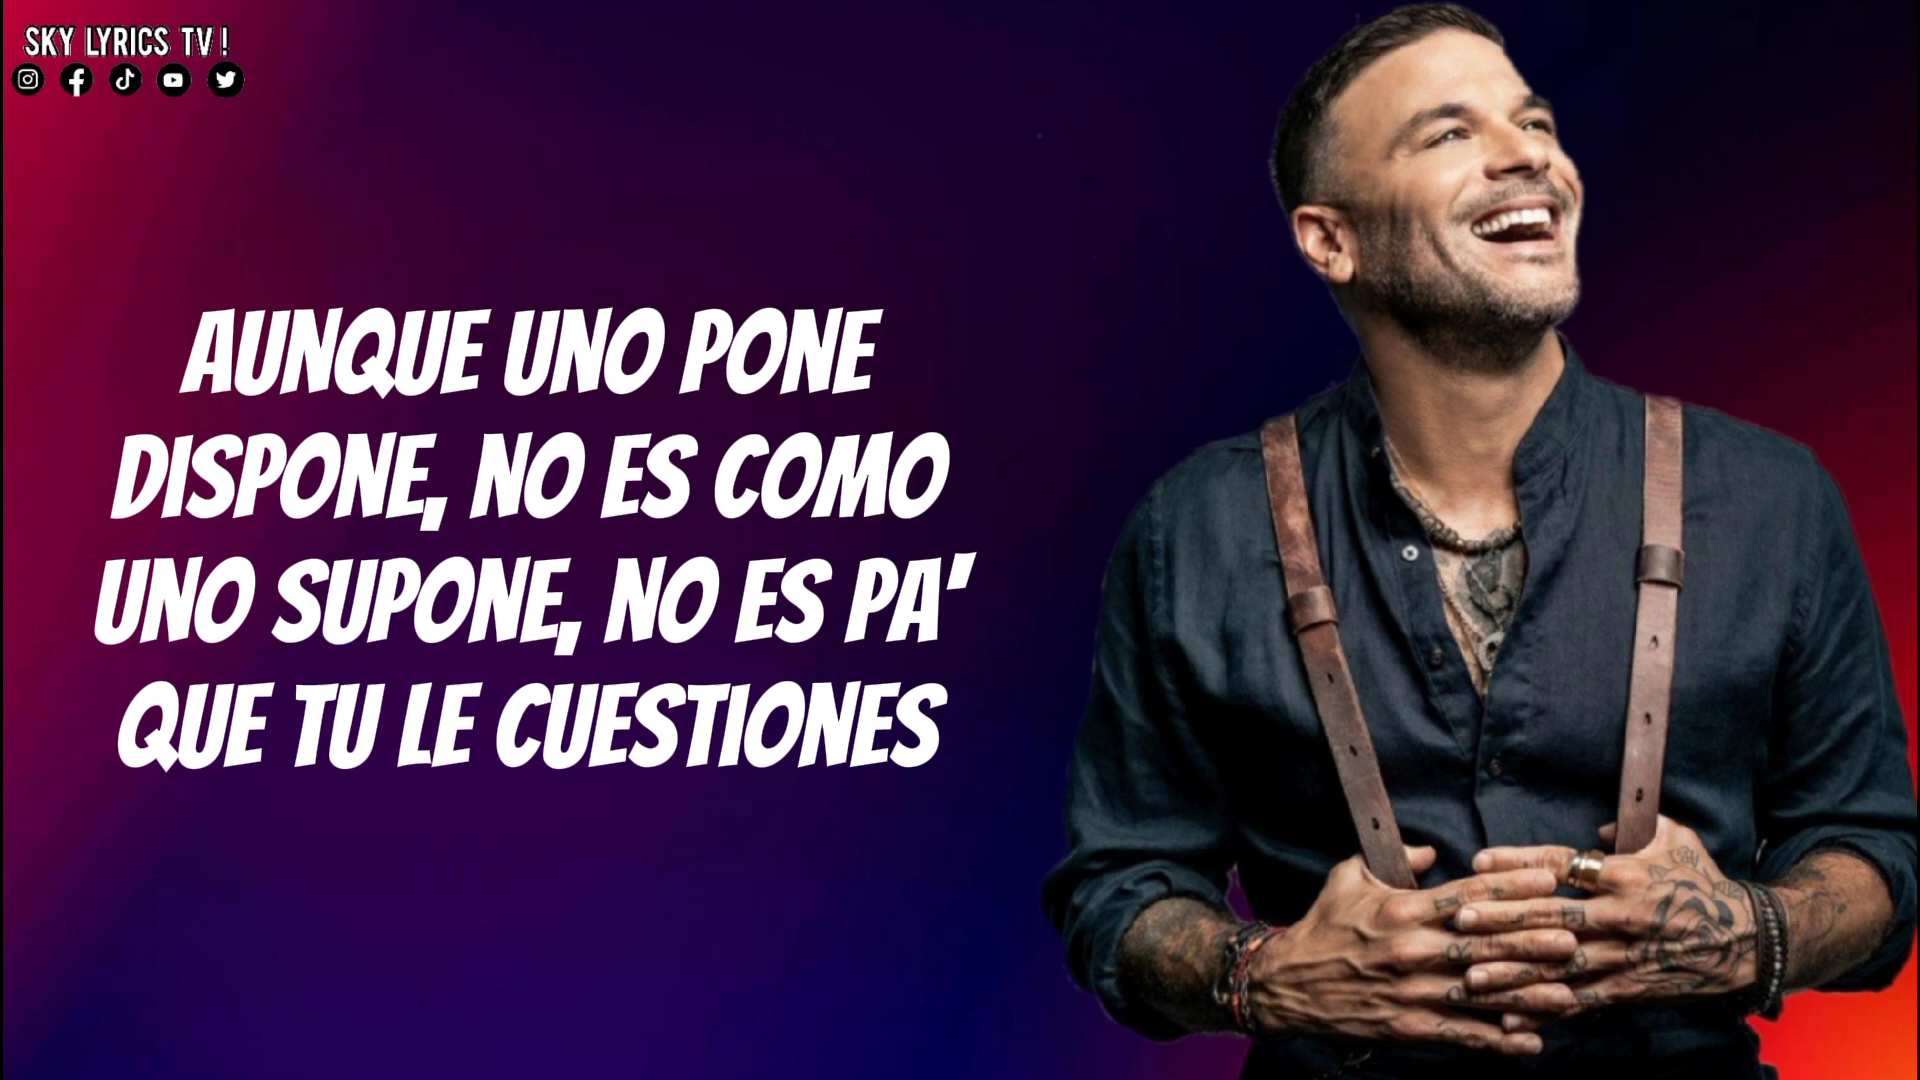 SKY LYRICS TV!
AUNQUE UNO PONE
DISPONE, NO ES COMO
UNO SUPONE, NO ES PA'
QUE TU LE CUESTIONES